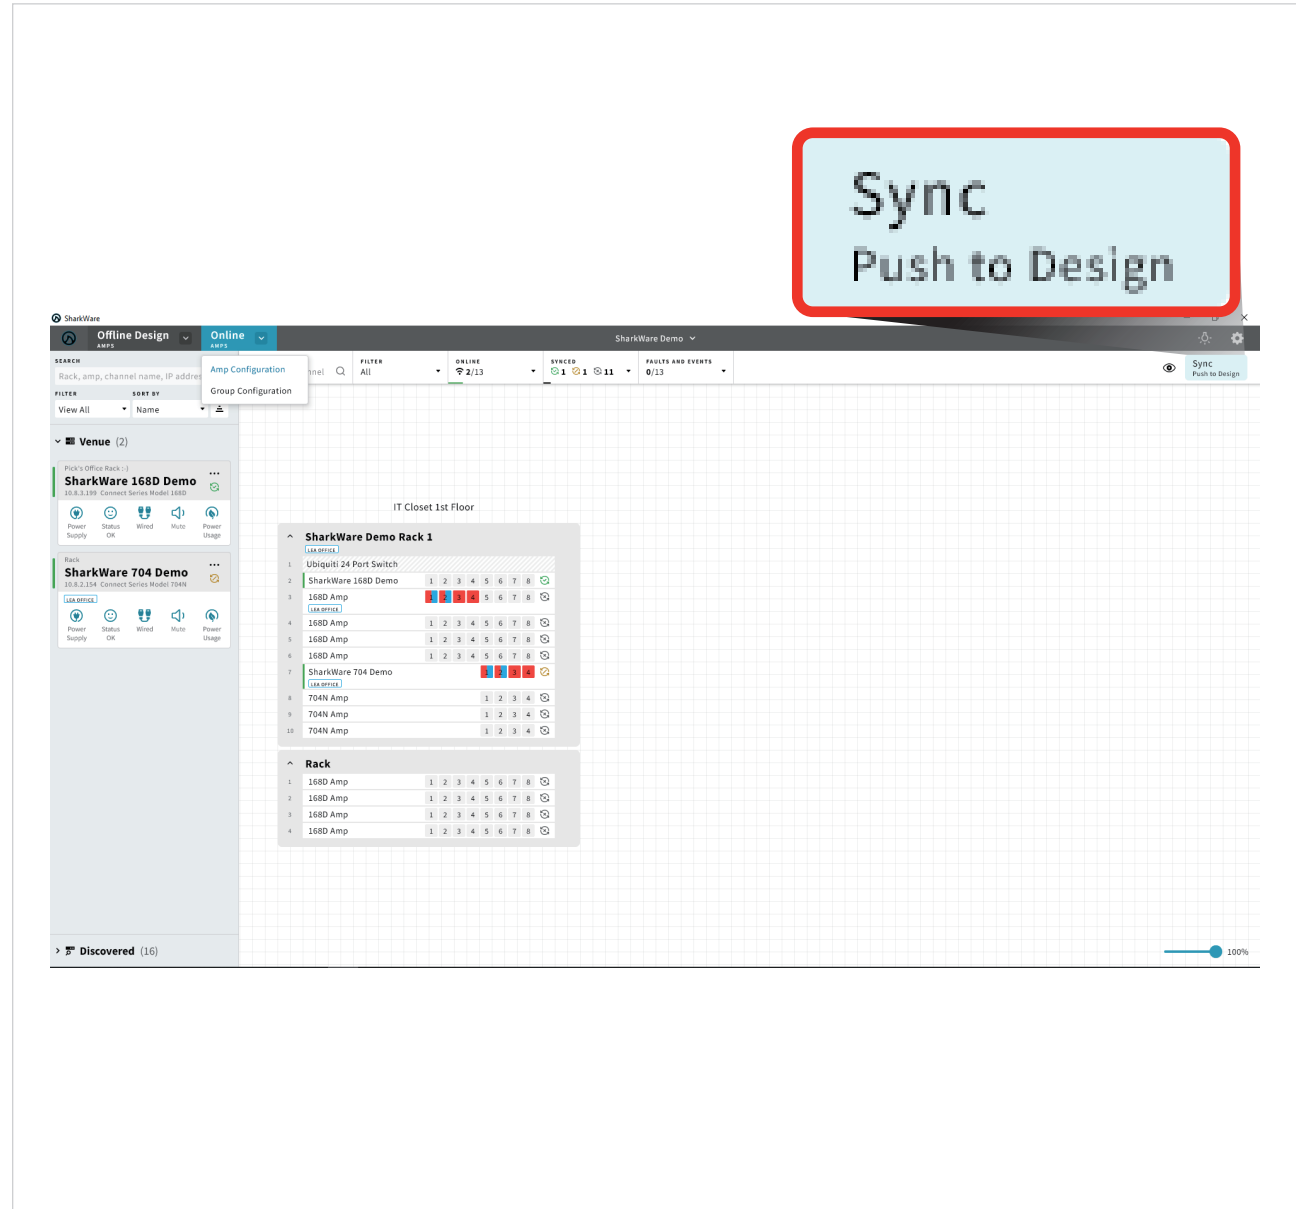 Sync
Push to Design
SharkWare
Offline Design
AMPS
Online
AMPS
SharkWare Demo
SEARCH
Rack, amp, channel name, IP addres
Amp Configuration
Group Configuration
nnel
FILTER
All
ONLINE
2/13
SYNCED
1 1 11
FAULTS AND EVENTS
0/13
Sync
Push to Design
FILTER
View All
SORT BY
Name
Venue (2)
Pick's Office Rack :-)
SharkWare 168D Demo
10.8.3.199 Connect Series Model 168D
Power Supply
Status OK
Wired
Mute
Power Usage
Rack
SharkWare 704 Demo
10.8.2.154 Connect Series Model 704N
LEA OFFICE
Power Supply
Status OK
Wired
Mute
Power Usage
IT Closet 1st Floor
SharkWare Demo Rack 1
LEA OFFICE
1 Ubiquiti 24 Port Switch
2 SharkWare 168D Demo 1 2 3 4 5 6 7 8
3 168D Amp 1 2 3 4 5 6 7 8
LEA OFFICE
4 168D Amp 1 2 3 4 5 6 7 8
5 168D Amp 1 2 3 4 5 6 7 8
6 168D Amp 1 2 3 4 5 6 7 8
7 SharkWare 704 Demo 1 2 3 4
LEA OFFICE
8 704N Amp 1 2 3 4
9 704N Amp 1 2 3 4
10 704N Amp 1 2 3 4
Rack
1 168D Amp 1 2 3 4 5 6 7 8
2 168D Amp 1 2 3 4 5 6 7 8
3 168D Amp 1 2 3 4 5 6 7 8
4 168D Amp 1 2 3 4 5 6 7 8
Discovered (16)
100%